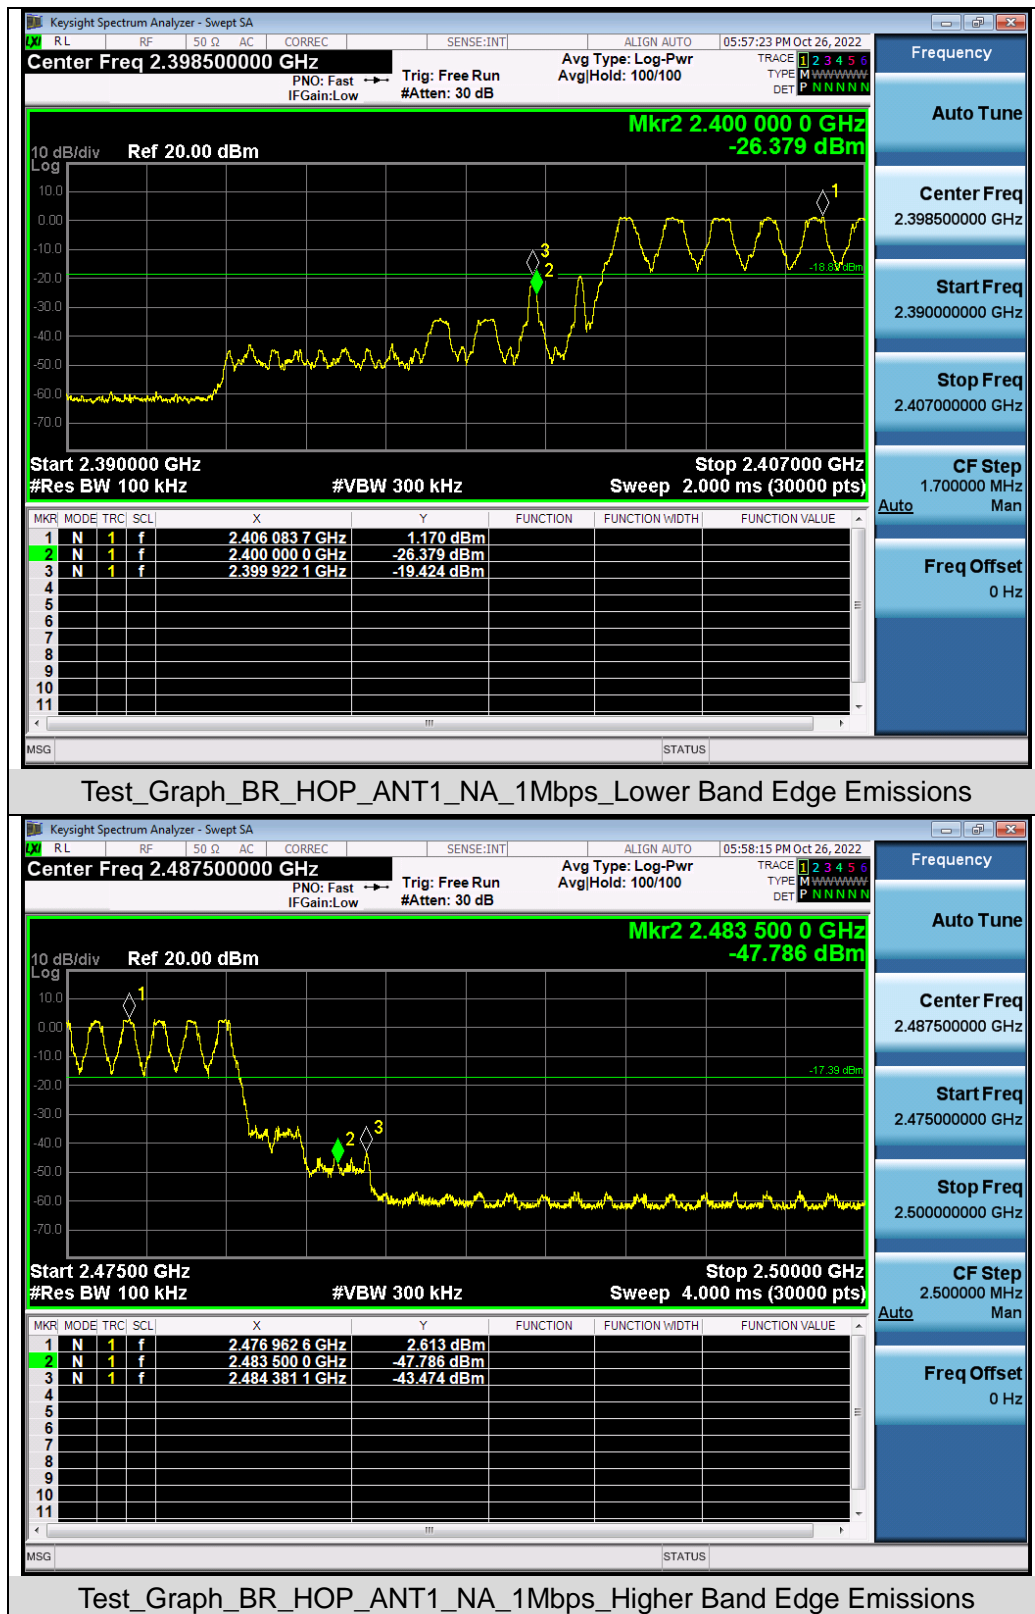 Keysight Spectrum Analyzer - Swept SA
LXI RL RF 50 Ω AC CORREC SENSE:INT ALIGN AUTO 05:57:23 PM Oct 26, 2022
Center Freq 2.398500000 GHz
PNO: Fast
IFGain:Low
Trig: Free Run
#Atten: 30 dB
Avg Type: Log-Pwr
Avg|Hold: 100/100
TRACE 1 2 3 4 5 6
TYPE M WWWWW
DET P N N N N N
Mkr2 2.400 000 0 GHz
-26.379 dBm
10 dB/div Ref 20.00 dBm
Log
10.0
0.00
-10.0
-20.0
-30.0
-40.0
-50.0
-60.0
-70.0
1
3
2
Start 2.390000 GHz Stop 2.407000 GHz
#Res BW 100 kHz #VBW 300 kHz Sweep 2.000 ms (30000 pts)
MKR MODE TRC SCL X Y FUNCTION FUNCTION WIDTH FUNCTION VALUE
1 N 1 f 2.406 083 7 GHz 1.170 dBm
2 N 1 f 2.400 000 0 GHz -26.379 dBm
3 N 1 f 2.399 922 1 GHz -19.424 dBm
4
5
6
7
8
9
10
11
MSG STATUS
Frequency
Auto Tune
Center Freq
2.398500000 GHz
Start Freq
2.390000000 GHz
Stop Freq
2.407000000 GHz
CF Step
1.700000 MHz
Auto Man
Freq Offset
0 Hz
Test_Graph_BR_HOP_ANT1_NA_1Mbps_Lower Band Edge Emissions
Keysight Spectrum Analyzer - Swept SA
LXI RL RF 50 Ω AC CORREC SENSE:INT ALIGN AUTO 05:58:15 PM Oct 26, 2022
Center Freq 2.487500000 GHz
PNO: Fast
IFGain:Low
Trig: Free Run
#Atten: 30 dB
Avg Type: Log-Pwr
Avg|Hold: 100/100
TRACE 1 2 3 4 5 6
TYPE M WWWWW
DET P N N N N N
Mkr2 2.483 500 0 GHz
-47.786 dBm
10 dB/div Ref 20.00 dBm
Log
10.0
0.00
-10.0
-20.0
-30.0
-40.0
-50.0
-60.0
-70.0
1
-17.39 dBm
2
3
Start 2.47500 GHz Stop 2.50000 GHz
#Res BW 100 kHz #VBW 300 kHz Sweep 4.000 ms (30000 pts)
MKR MODE TRC SCL X Y FUNCTION FUNCTION WIDTH FUNCTION VALUE
1 N 1 f 2.476 962 6 GHz 2.613 dBm
2 N 1 f 2.483 500 0 GHz -47.786 dBm
3 N 1 f 2.484 381 1 GHz -43.474 dBm
4
5
6
7
8
9
10
11
MSG STATUS
Frequency
Auto Tune
Center Freq
2.487500000 GHz
Start Freq
2.475000000 GHz
Stop Freq
2.500000000 GHz
CF Step
2.500000 MHz
Auto Man
Freq Offset
0 Hz
Test_Graph_BR_HOP_ANT1_NA_1Mbps_Higher Band Edge Emissions